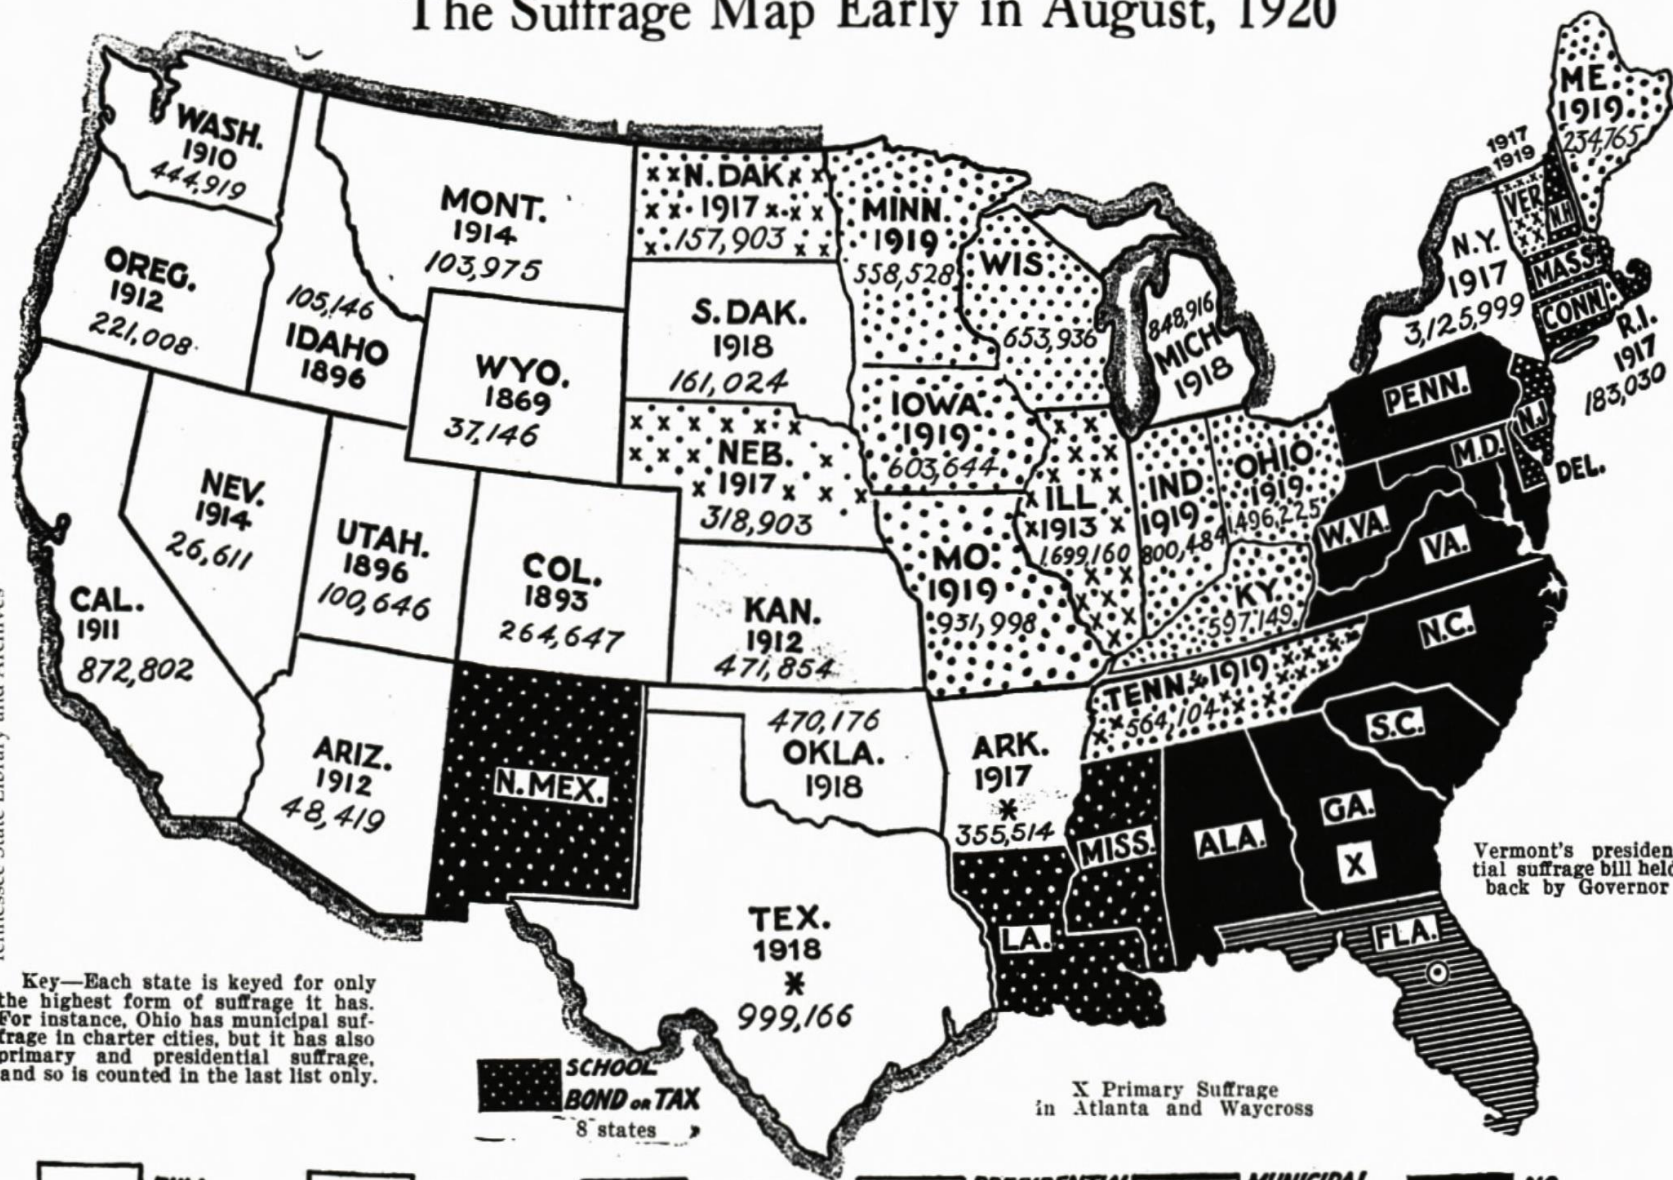 The Suffrage Map Early in August, 1920
WASH.
1910
444,919
OREG.
1912
221,008
CAL.
1911
872,802
NEV.
1914
26,611
105,146
IDAHO
1896
MONT.
1914
103,975
WYO.
1869
37,146
UTAH.
1896
100,646
COL.
1893
264,647
ARIZ.
1912
48,419
N.MEX.
N.DAK
1917
157,903
S.DAK.
1918
161,024
NEB.
1917
318,903
KAN.
1912
471,854
470,176
OKLA.
1918
TEX.
1918
*
999,166
MINN.
1919
558,528
IOWA.
1919
603,644
MO.
1919
931,998
ARK.
1917
*
355,514
LA.
WIS.
653,936
ILL
1913
1,699,160
848,916
MICH
1918
IND
1919
800,484
OHIO
1919
1,496,225
KY.
597,149
TENN. 1919
564,104
MISS.
ALA.
GA.
X
FLA.
S.C.
N.C.
VA.
W.VA.
M.D.
DEL.
PENN.
N.J.
N.Y.
1917
3,125,999
1917
1919
VER.
N.H
ME.
1919
234,765
MASS
CONN.
R.I.
1917
183,030
Vermont's presiden
tial suffrage bill held
back by Governor
Key—Each state is keyed for only
the highest form of suffrage it has.
For instance, Ohio has municipal suf-
frage in charter cities, but it has also
primary and presidential suffrage,
and so is counted in the last list only.
SCHOOL
BOND OR TAX
8 states
X Primary Suffrage
in Atlanta and Waycross
PRESIDENTIAL
MUNICIPAL
NO